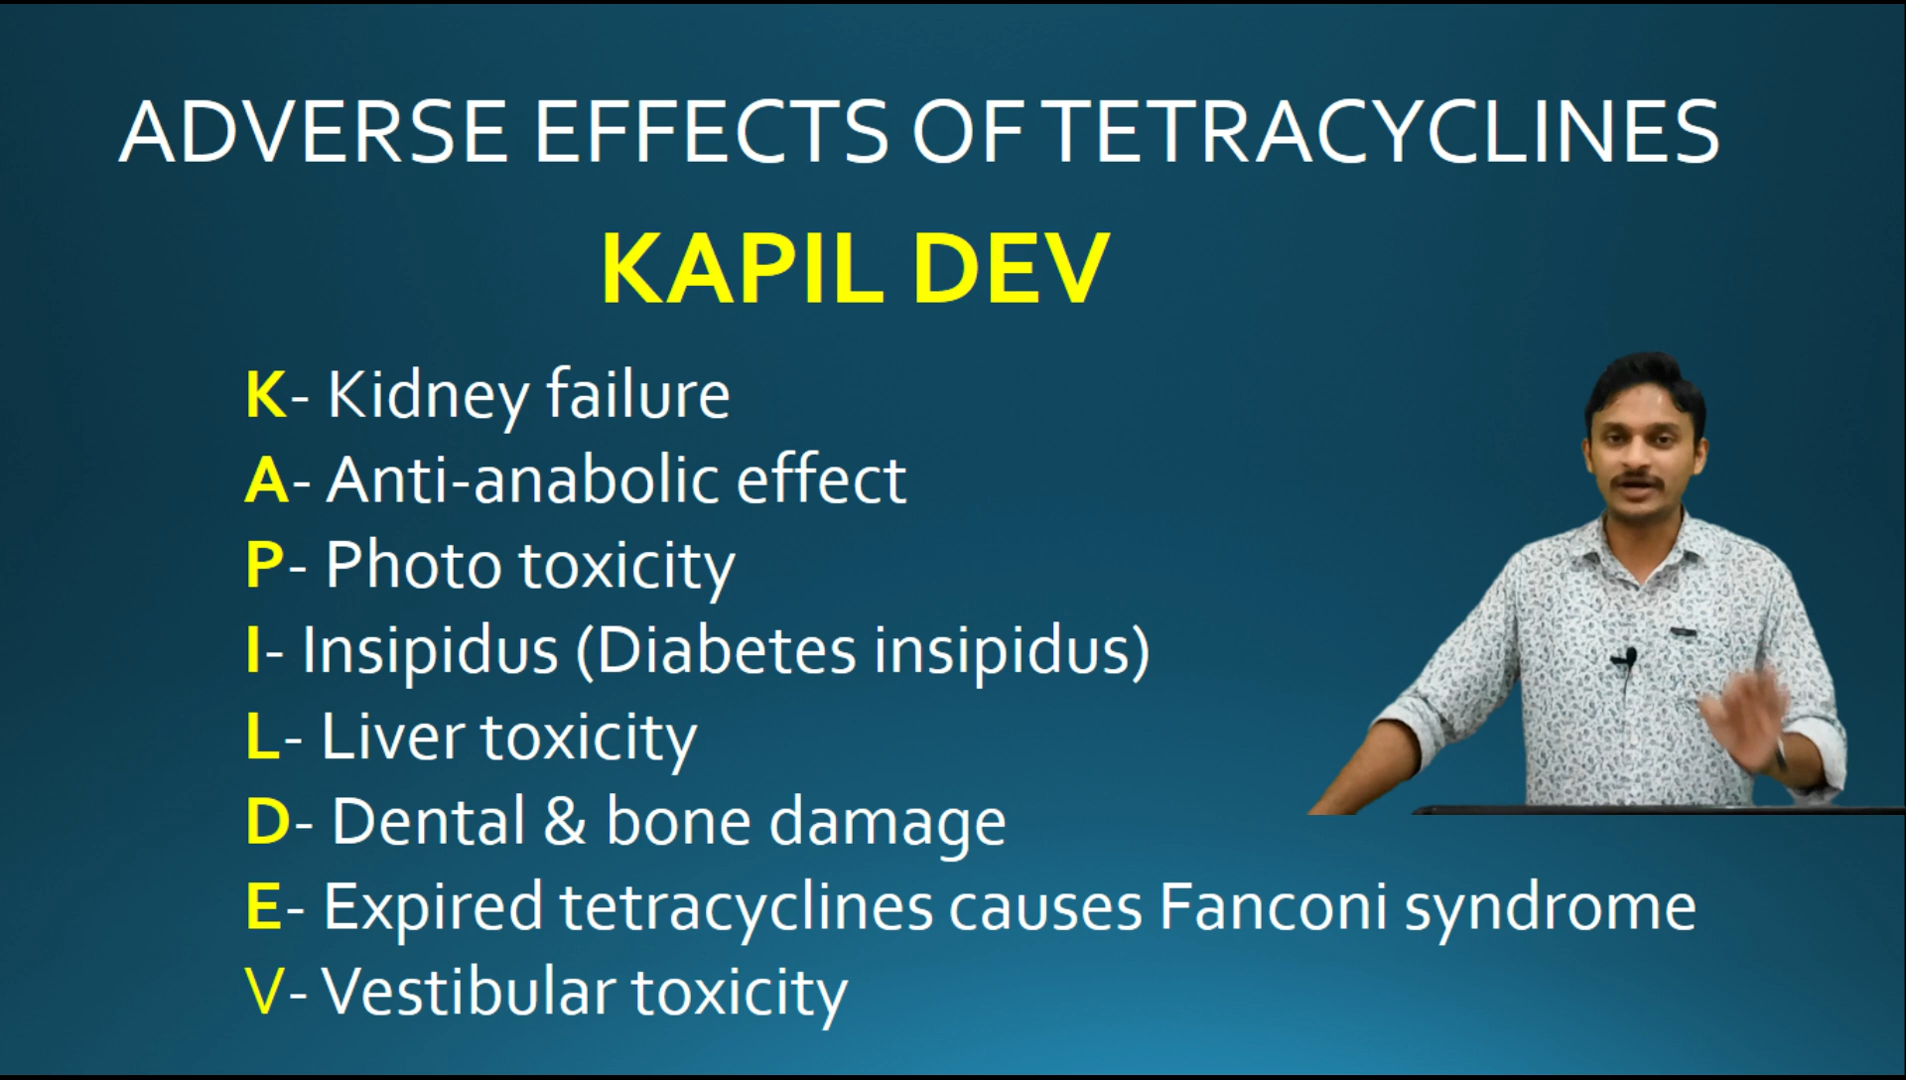 ADVERSE EFFECTS OF TETRACYCLINES
KAPIL DEV
K- Kidney failure
A- Anti-anabolic effect
P- Photo toxicity
I- Insipidus (Diabetes insipidus)
L- Liver toxicity
D- Dental & bone damage
E- Expired tetracyclines causes Fanconi syndrome
V- Vestibular toxicity